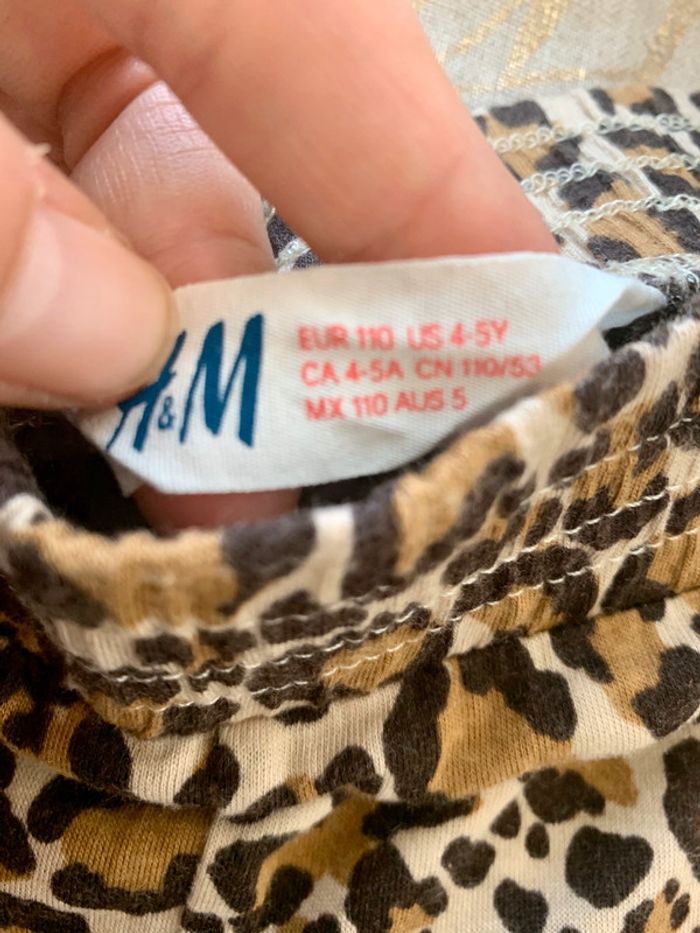 H&M
EUR 110 US 4-5Y
CA 4-5A CN 110/53
MX 110 AUS 5